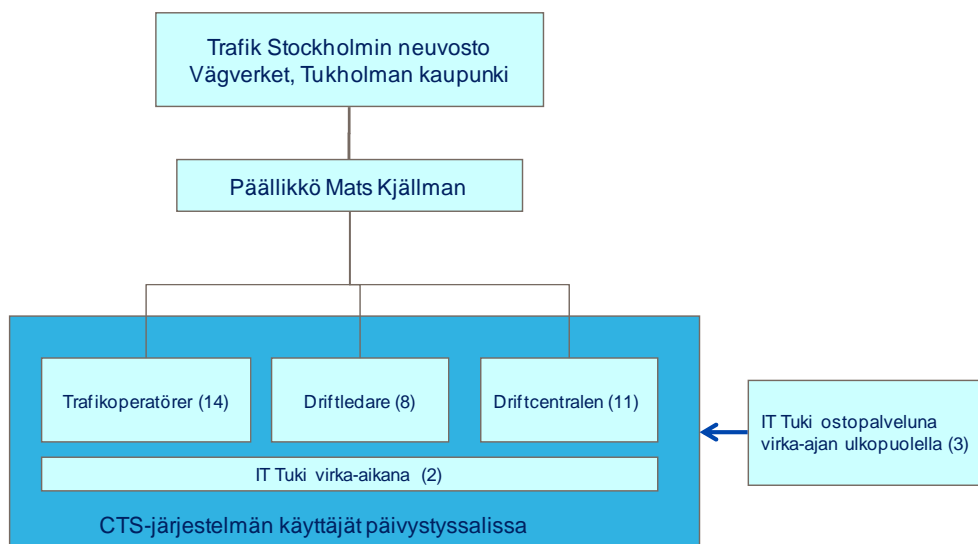 Trafik Stockholmin neuvosto
Vägverket, Tukholman kaupunki
Päällikkö Mats Kjällman
Trafikoperatörer (14)
Driftledare (8)
Driftcentralen (11)
IT Tuki ostopalveluna
virka-ajan ulkopuolella (3)
IT Tuki virka-aikana (2)
CTS-järjestelmän käyttäjät päivystyssalissa